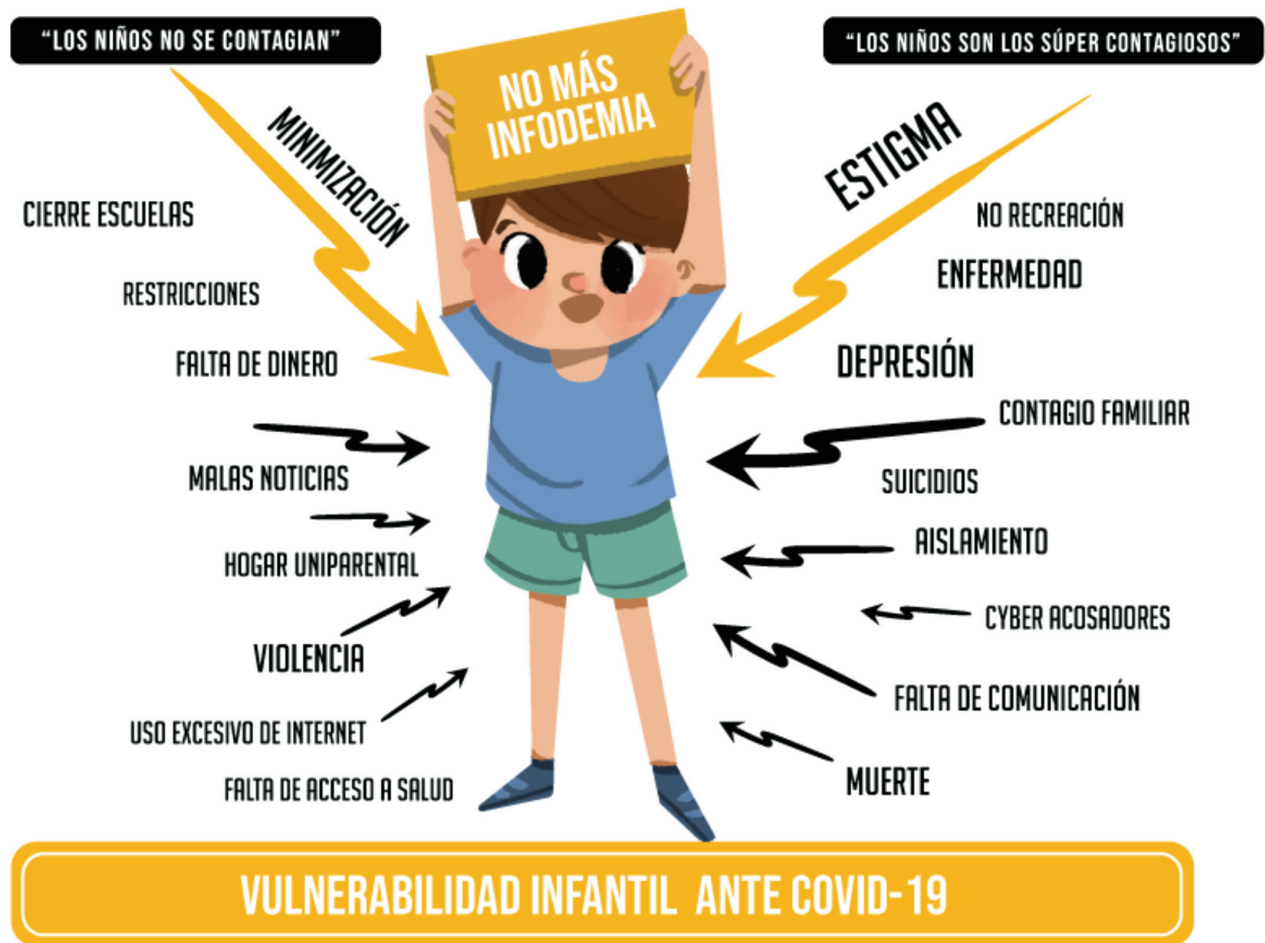 “LOS NIÑOS NO SE CONTAGIAN”
“LOS NIÑOS SON LOS SÚPER CONTAGIOSOS”
NO MÁS
INFODEMIA
MINIMIZACIÓN
ESTIGMA
CIERRE ESCUELAS
RESTRICCIONES
FALTA DE DINERO
MALAS NOTICIAS
HOGAR UNIPARENTAL
VIOLENCIA
USO EXCESIVO DE INTERNET
FALTA DE ACCESO A SALUD
NO RECREACIÓN
ENFERMEDAD
DEPRESIÓN
CONTAGIO FAMILIAR
SUICIDIOS
AISLAMIENTO
CYBER ACOSADORES
FALTA DE COMUNICACIÓN
MUERTE
VULNERABILIDAD INFANTIL ANTE COVID-19